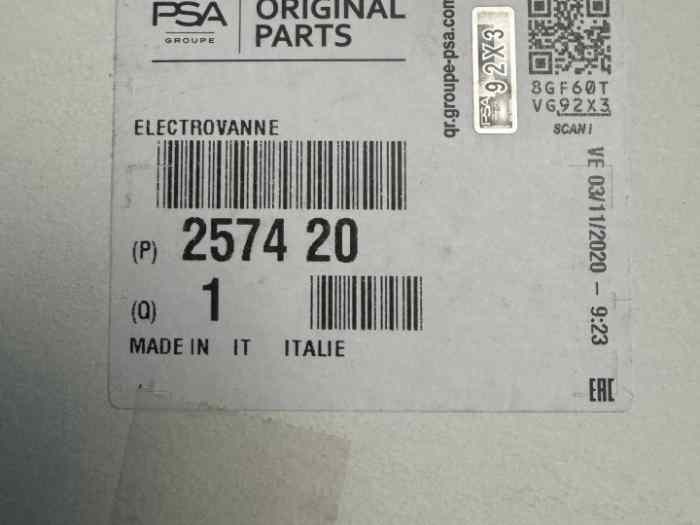 PSA
GROUPE
ORIGINAL
PARTS
qr.groupe-psa.com
PSA 92X3
8GF60T
VG92X3
SCAN!
ELECTROVANNE
(P) 2574 20
(Q) 1
MADE IN IT ITALIE
VE 03/11/2020 - 9:23
EAC